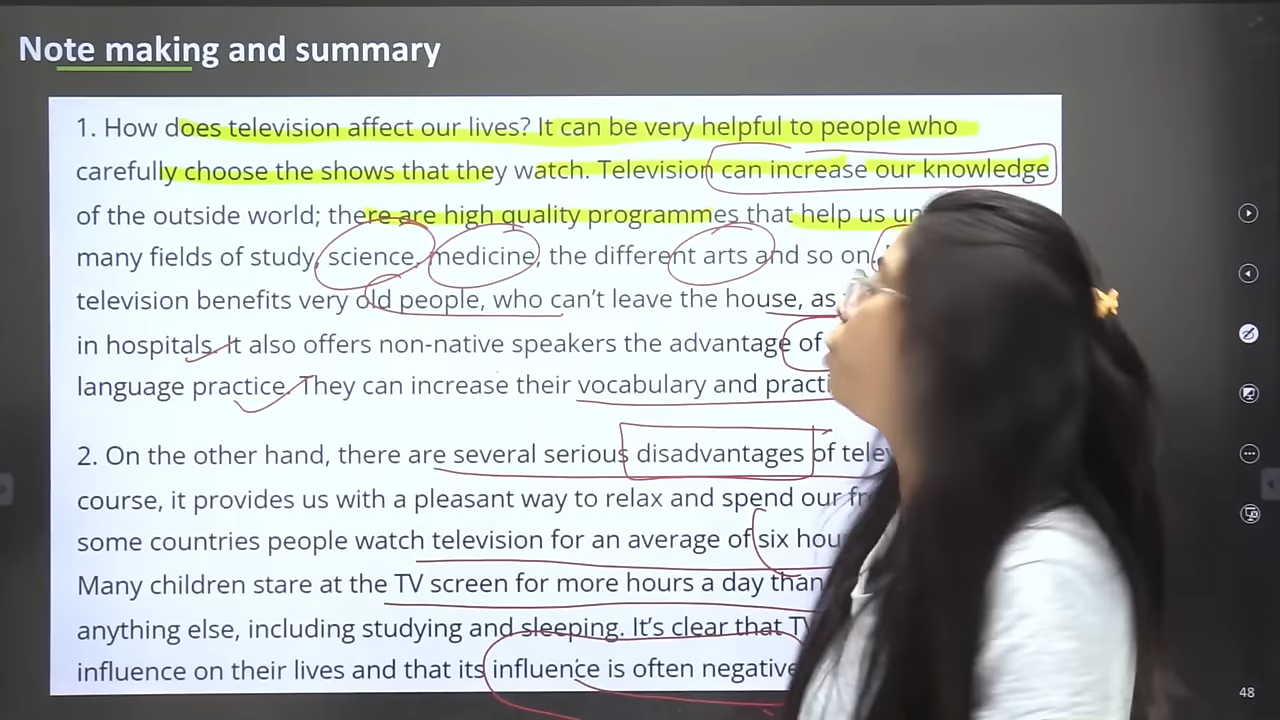 Note making and summary
1. How does television affect our lives? It can be very helpful to people who
carefully choose the shows that they watch. Television can increase our knowledge
of the outside world; there are high quality programmes that help us
many fields of study, science, medicine, the different arts and so on.
television benefits very old people, who can't leave the house, as
in hospitals. It also offers non-native speakers the advantage of
language practice. They can increase their vocabulary and
2. On the other hand, there are several serious disadvantages of
course, it provides us with a pleasant way to relax and spend our
some countries people watch television for an average of six
Many children stare at the TV screen for more hours a day than
anything else, including studying and sleeping. It's clear that
influence on their lives and that its influence is often negative
48